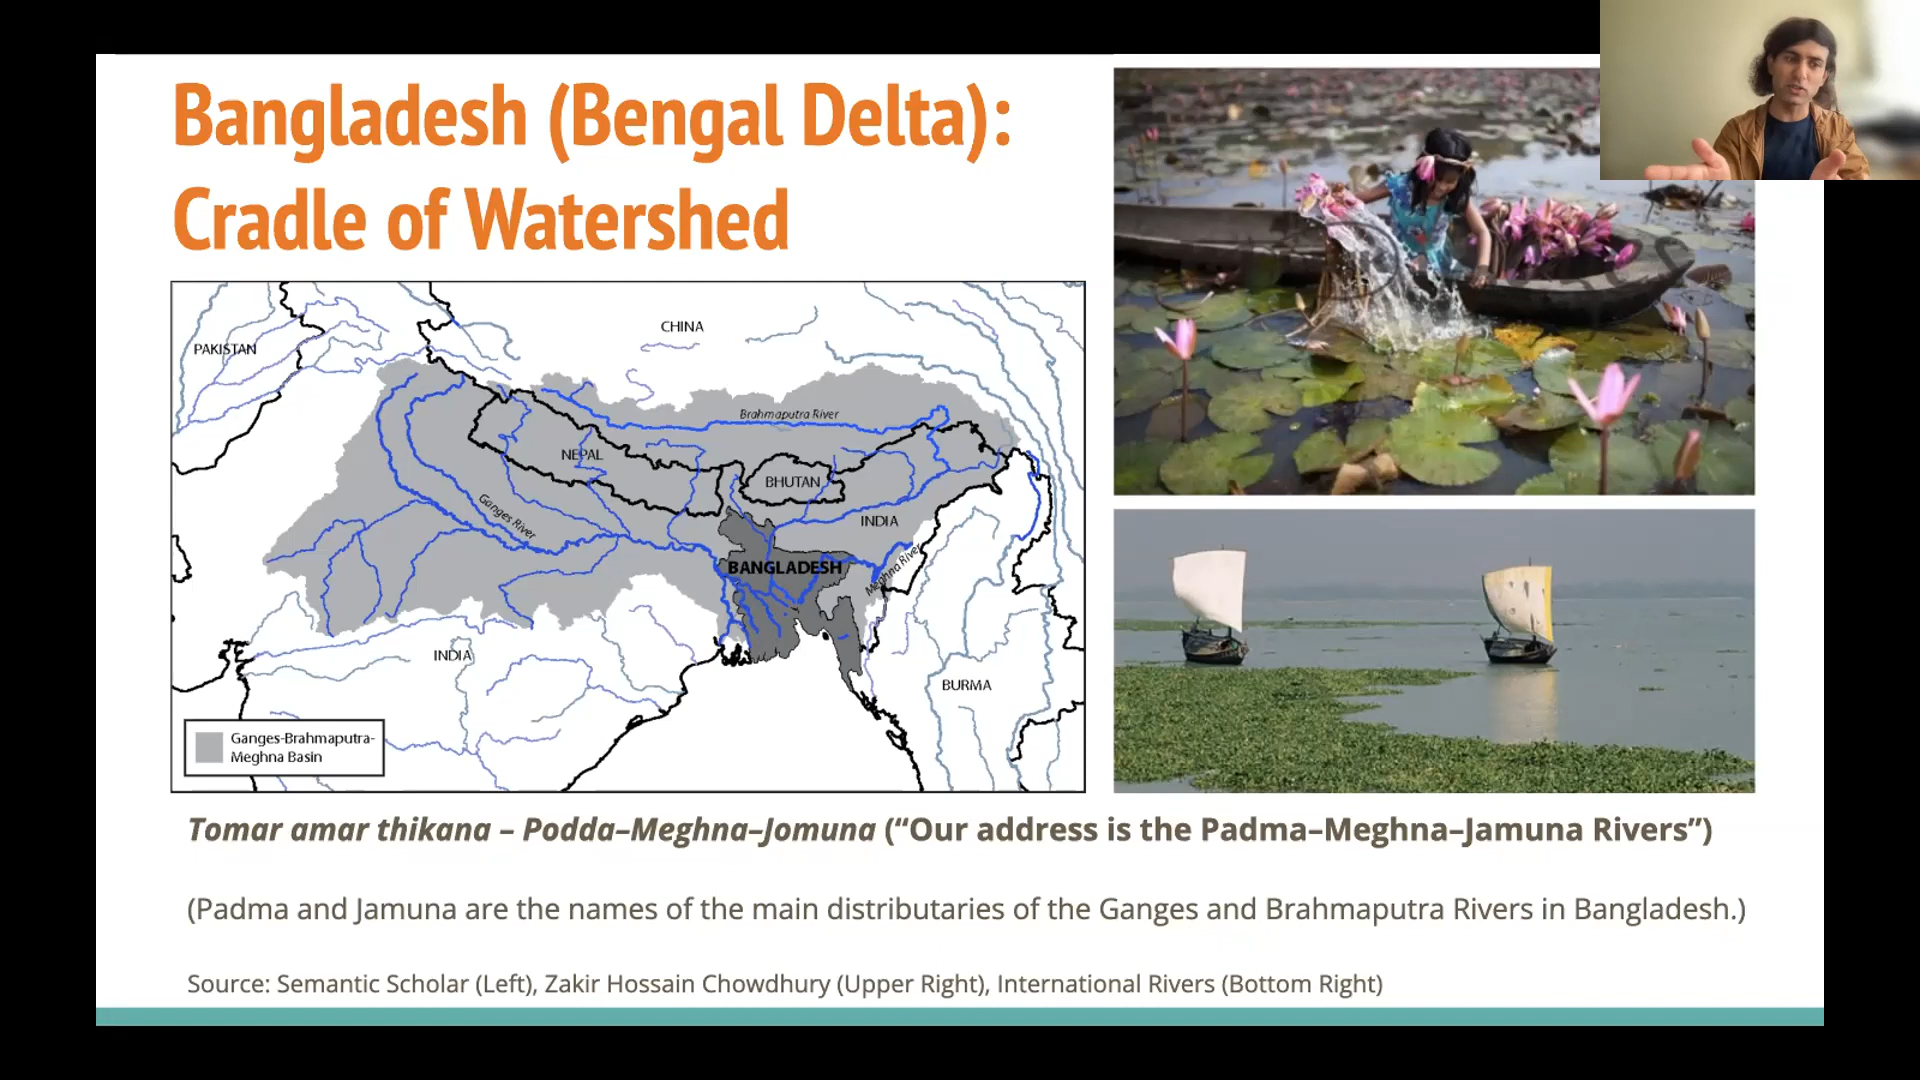 Bangladesh (Bengal Delta):
Cradle of Watershed
CHINA
PAKISTAN
Brahmaputra River
NEPAL
BHUTAN
Ganges River
INDIA
BANGLADESH
Meghna River
INDIA
BURMA
Ganges-Brahmaputra-
Meghna Basin
Tomar amar thikana – Podda–Meghna–Jomuna (“Our address is the Padma–Meghna–Jamuna Rivers”)
(Padma and Jamuna are the names of the main distributaries of the Ganges and Brahmaputra Rivers in Bangladesh.)
Source: Semantic Scholar (Left), Zakir Hossain Chowdhury (Upper Right), International Rivers (Bottom Right)